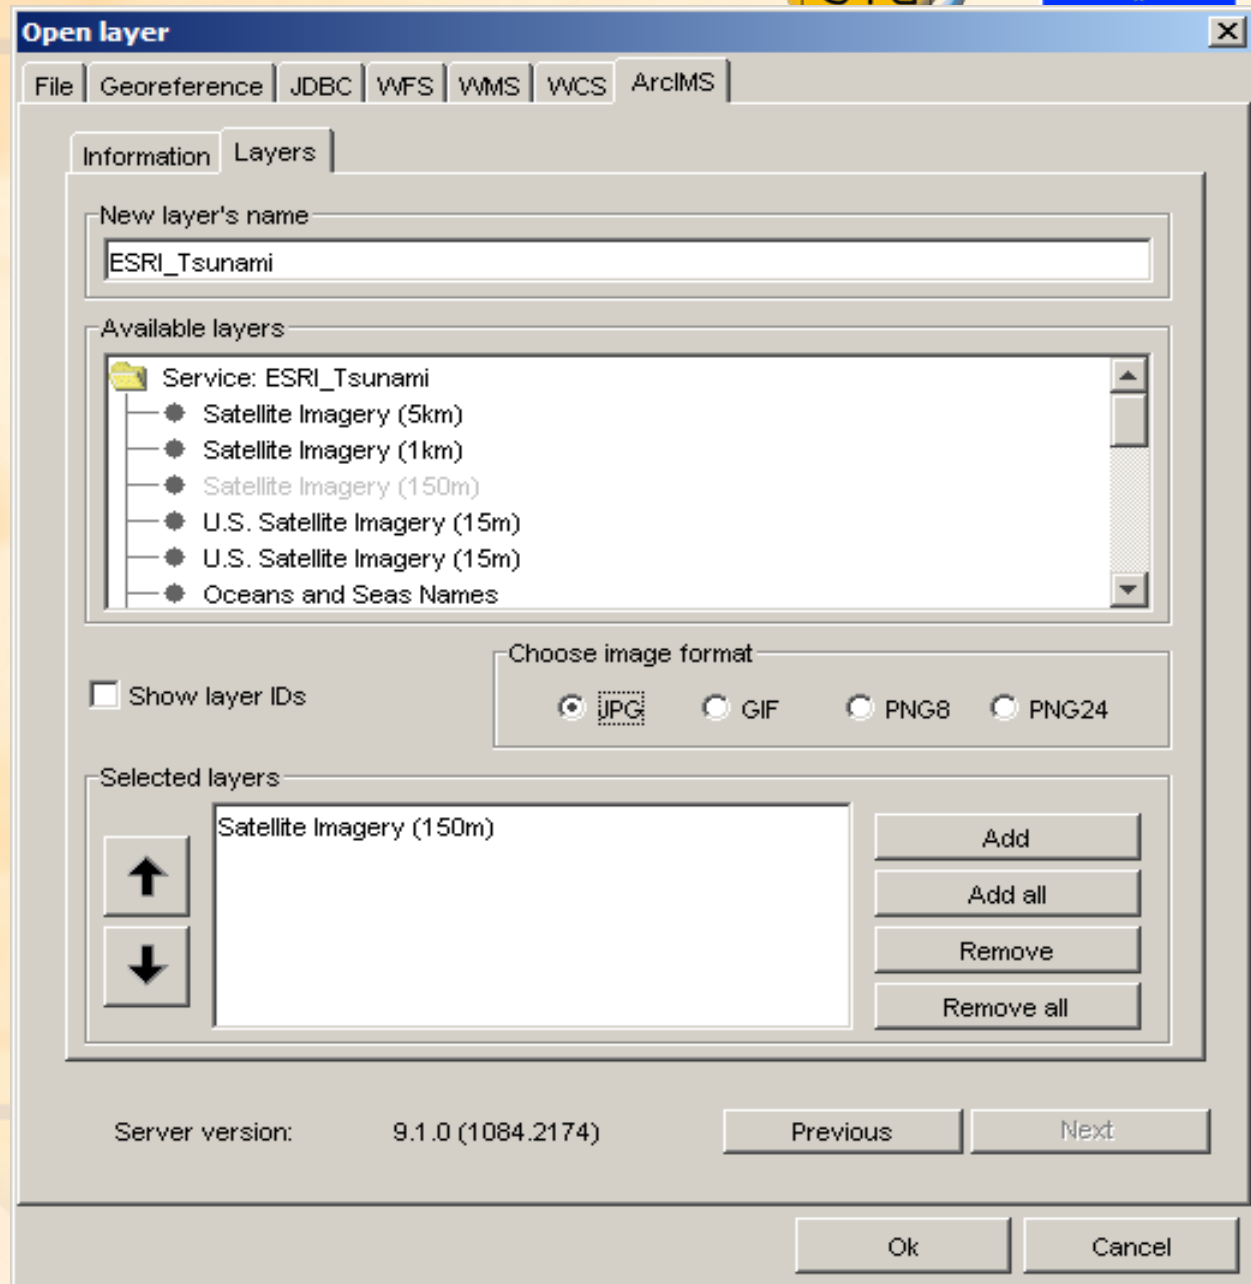 Open layer
File Georeference JDBC WFS WMS WCS ArcIMS
Information Layers
New layer's name
ESRI_Tsunami
Available layers
Service: ESRI_Tsunami
Satellite Imagery (5km)
Satellite Imagery (1km)
Satellite Imagery (150m)
U.S. Satellite Imagery (15m)
U.S. Satellite Imagery (15m)
Oceans and Seas Names
Choose image format
Show layer IDs JPG GIF PNG8 PNG24
Selected layers
Satellite Imagery (150m)
Add
Add all
Remove
Remove all
Server version: 9.1.0 (1084.2174) Previous Next
Ok Cancel